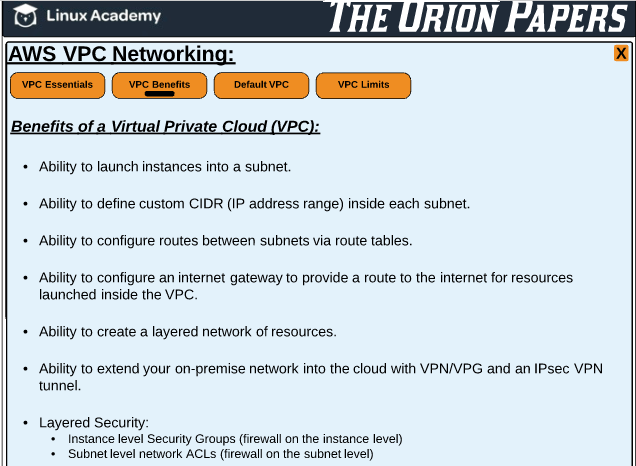 Linux Academy
THE ORION PAPERS
AWS VPC Networking:
X
VPC Essentials
VPC Benefits
Default VPC
VPC Limits
Benefits of a Virtual Private Cloud (VPC):
• Ability to launch instances into a subnet.
• Ability to define custom CIDR (IP address range) inside each subnet.
• Ability to configure routes between subnets via route tables.
• Ability to configure an internet gateway to provide a route to the internet for resources
launched inside the VPC.
• Ability to create a layered network of resources.
• Ability to extend your on-premise network into the cloud with VPN/VPG and an IPsec VPN
tunnel.
• Layered Security:
• Instance level Security Groups (firewall on the instance level)
• Subnet level network ACLs (firewall on the subnet level)